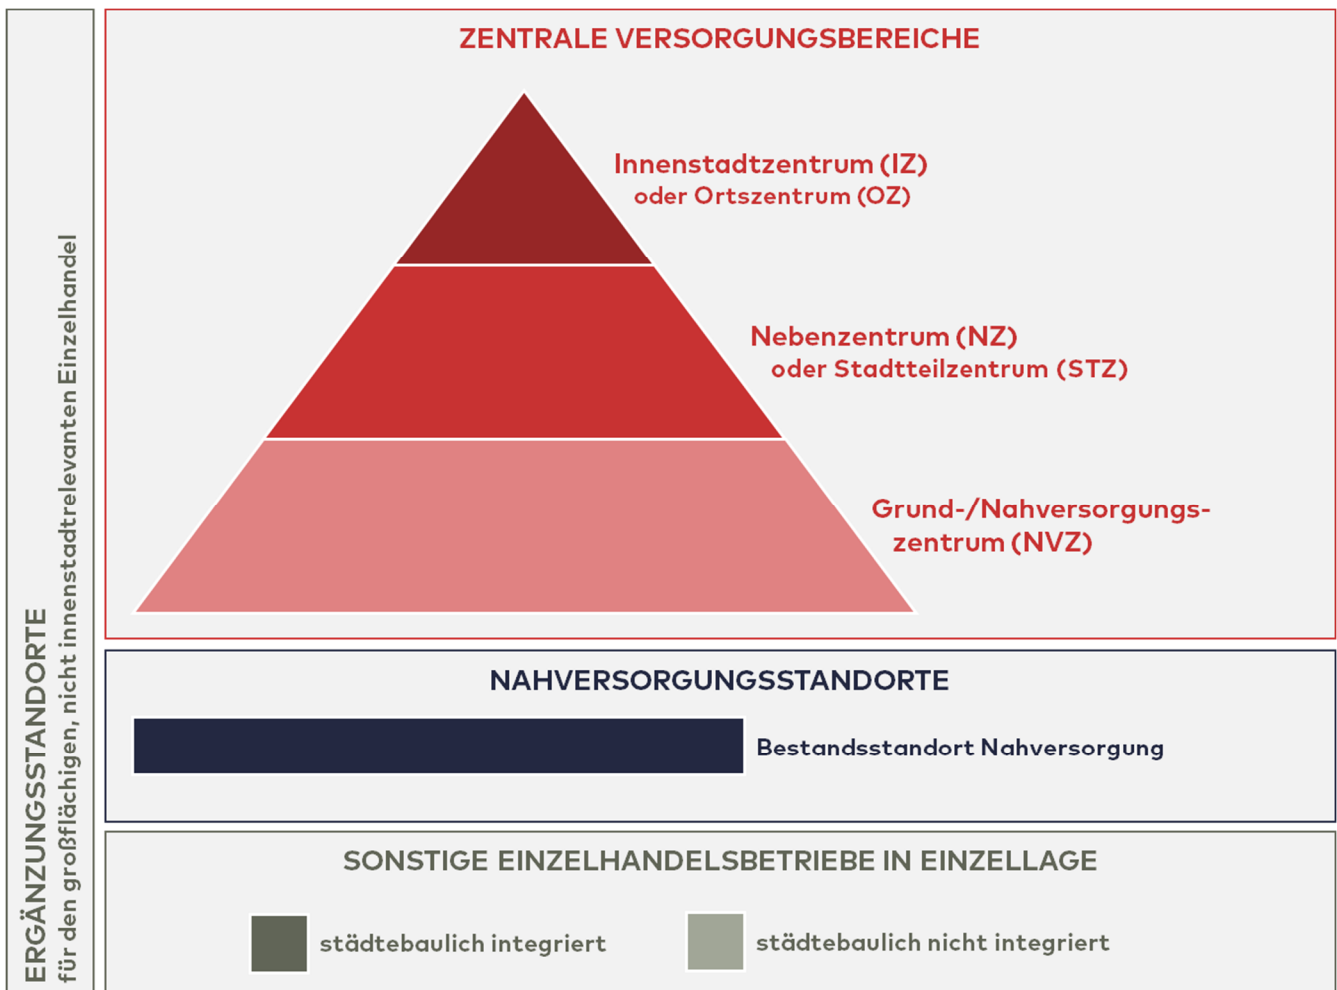 ZENTRALE VERSORGUNGSBEREICHE
Innenstadtzentrum (IZ)
oder Ortszentrum (OZ)
Nebenzentrum (NZ)
oder Stadtteilzentrum (STZ)
Grund-/Nahversorgungs-
zentrum (NVZ)
NAHVERSORGUNGSSTANDORTE
Bestandsstandort Nahversorgung
SONSTIGE EINZELHANDELSBETRIEBE IN EINZELLAGE
städtebaulich integriert
städtebaulich nicht integriert
ERGÄNZUNGSSTANDORTE
für den großflächigen, nicht innenstadtrelevanten Einzelhandel